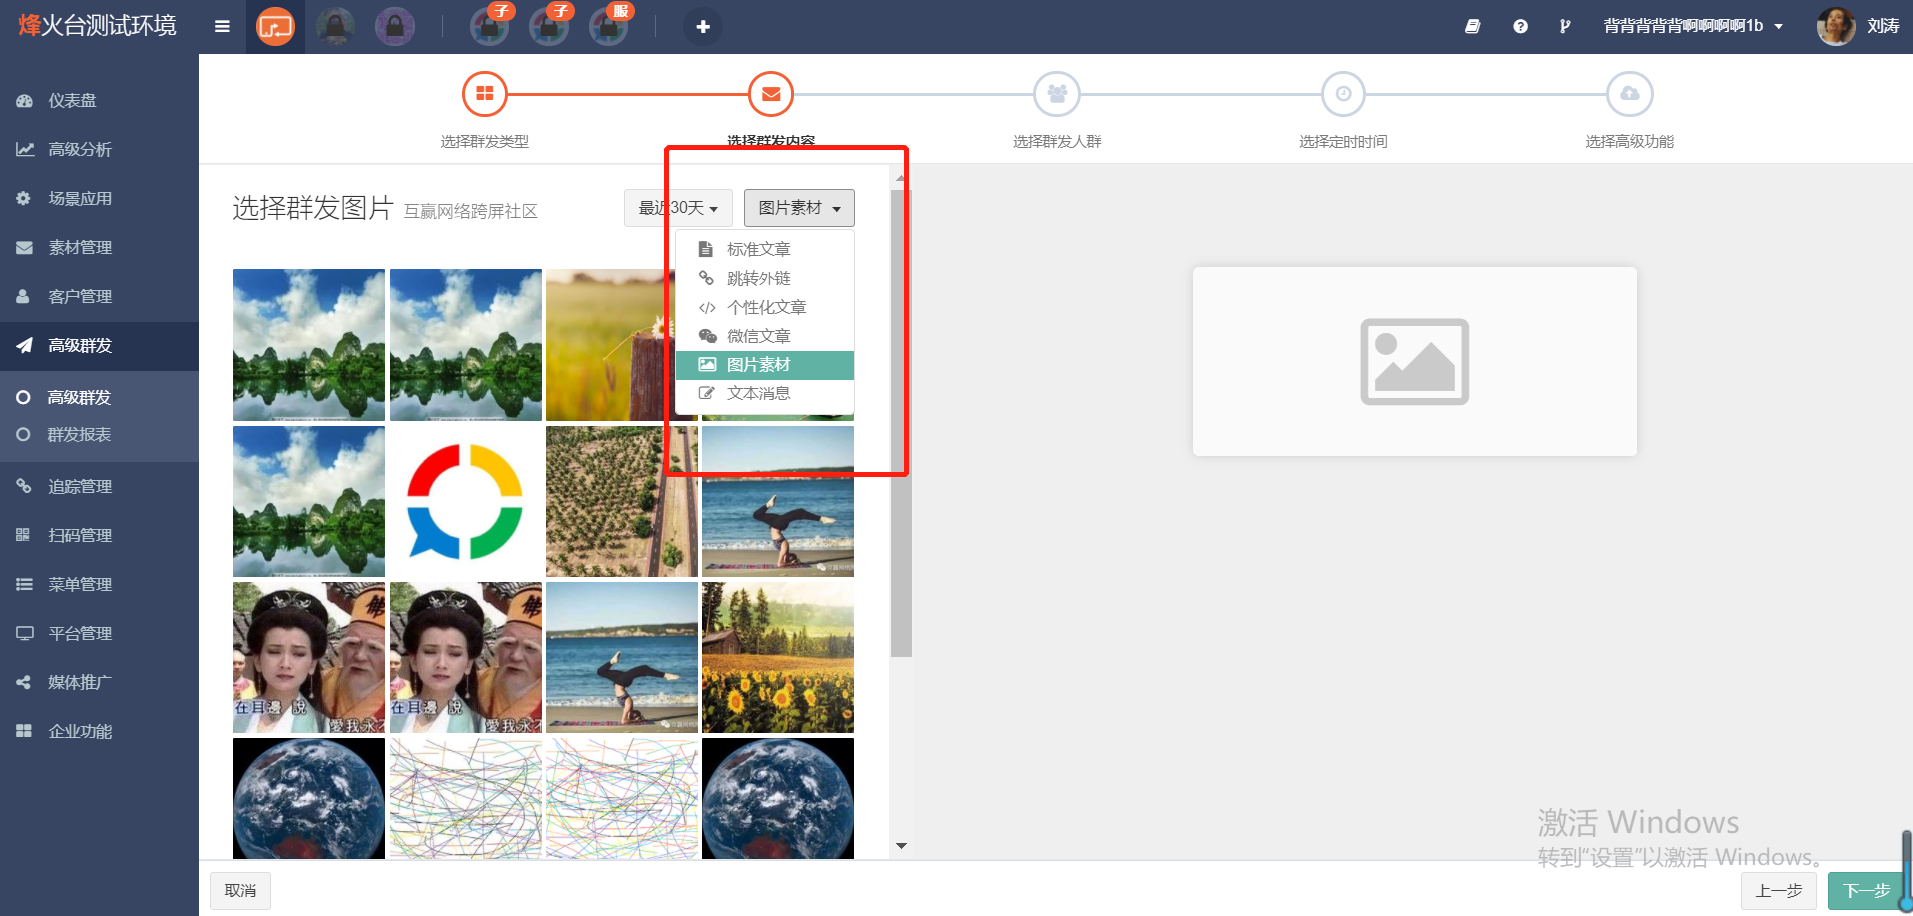 烽火台测试环境
子
子
服
背背背背背啊啊啊啊1b
刘涛
仪表盘
高级分析
场景应用
素材管理
客户管理
高级群发
高级群发
群发报表
追踪管理
扫码管理
菜单管理
平台管理
媒体推广
企业功能
选择群发类型
选择群发内容
选择群发人群
选择定时时间
选择高级功能
选择群发图片 互赢网络跨屏社区
最近30天
图片素材
标准文章
跳转外链
个性化文章
微信文章
图片素材
文本消息
佛
在耳邊 說
愛我永不
佛
在耳邊 說
愛我永不
激活 Windows
转到“设置”以激活 Windows。
取消
上一步
下一步